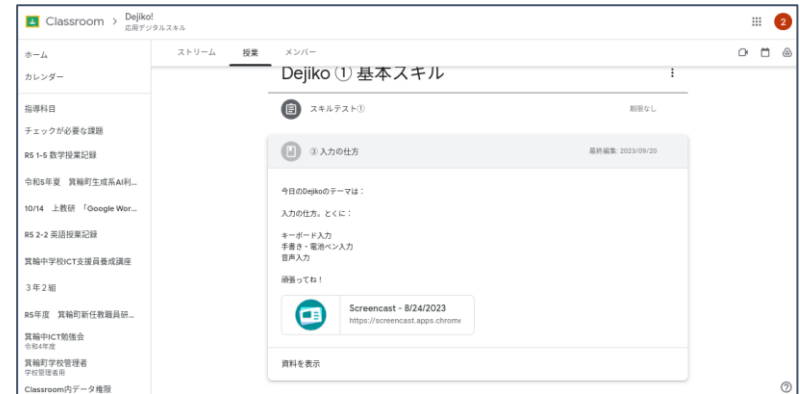 Classroom > Dejiko!
応用デジタルスキル
2
ホーム
カレンダー
指導科目
チェックが必要な課題
R5 1-5 数学授業記録
令和5年夏 箕輪町生成系AI利...
10/14 上教研 「Google Wor...
R5 2-2 英語授業記録
箕輪中学校ICT支援員養成講座
3年2組
R5年度 箕輪町新任教職員研...
箕輪中ICT勉強会
令和4年度
箕輪町学校管理者
学校管理者用
Classroom内データ権限
ストリーム 授業 メンバー
Dejiko ① 基本スキル
スキルテスト① 期限なし
③ 入力の仕方 最終編集: 2023/09/20
今日のDejikoのテーマは：
入力の仕方。とくに：
キーボード入力
手書き・電池ペン入力
音声入力
頑張ってね！
Screencast - 8/24/2023
https://screencast.apps.chrome
資料を表示